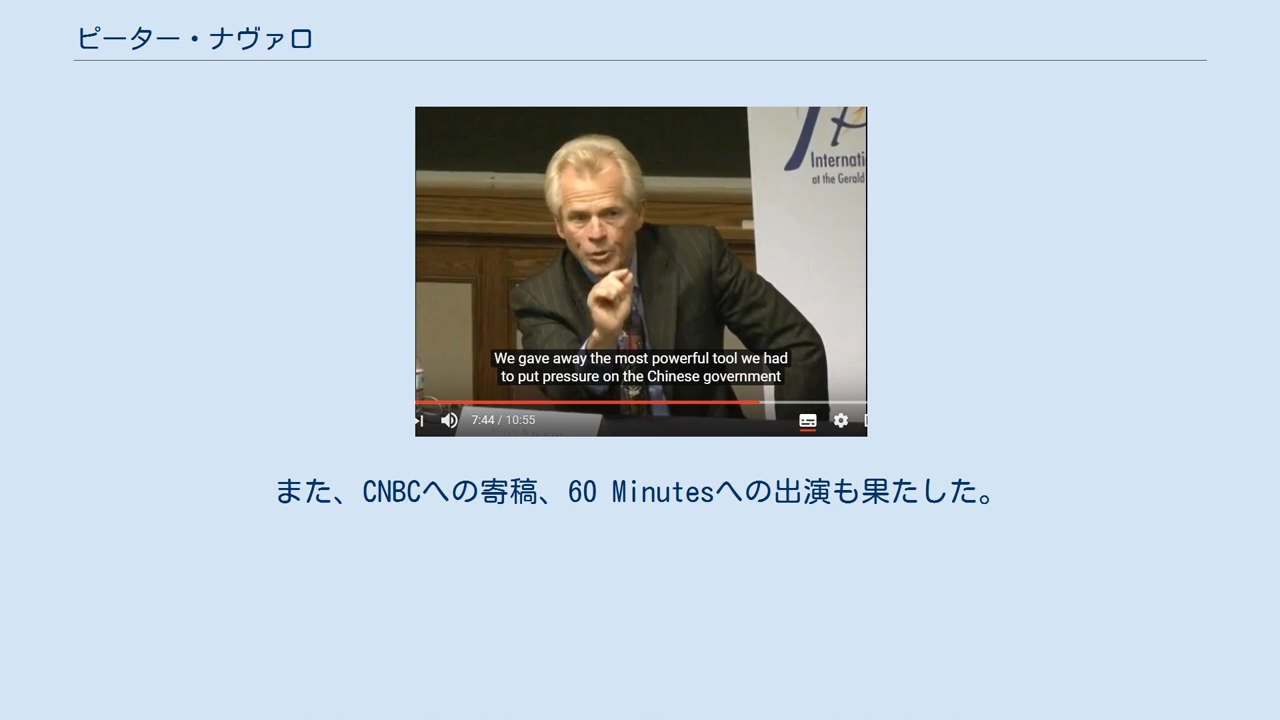 ピーター・ナヴァロ
Internati
at the Gerald
We gave away the most powerful tool we had
to put pressure on the Chinese government
7:44 / 10:55
また、CNBCへの寄稿、60 Minutesへの出演も果たした。